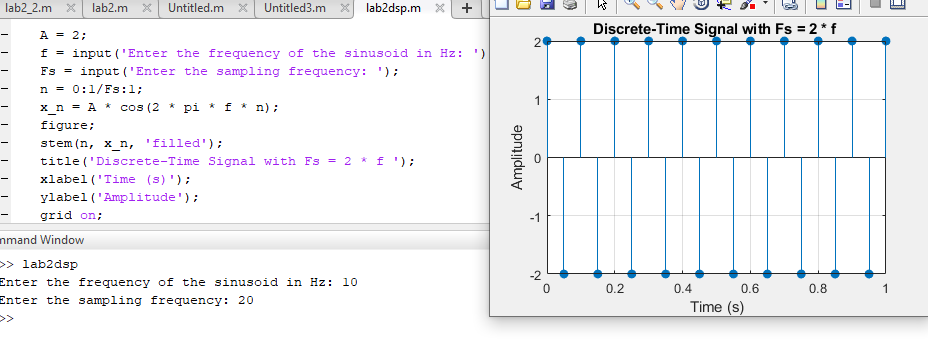 lab2_2.m
lab2.m
Untitled.m
Untitled3.m
lab2dsp.m
A = 2;
f = input('Enter the frequency of the sinusoid in Hz: ')
Fs = input('Enter the sampling frequency: ');
n = 0:1/Fs:1;
x_n = A * cos(2 * pi * f * n);
figure;
stem(n, x_n, 'filled');
title('Discrete-Time Signal with Fs = 2 * f ');
xlabel('Time (s)');
ylabel('Amplitude');
grid on;
mmand Window
>> lab2dsp
Enter the frequency of the sinusoid in Hz: 10
Enter the sampling frequency: 20
>>
Discrete-Time Signal with Fs = 2 * f
2
1
0
-1
-2
Amplitude
0 0.2 0.4 0.6 0.8 1
Time (s)